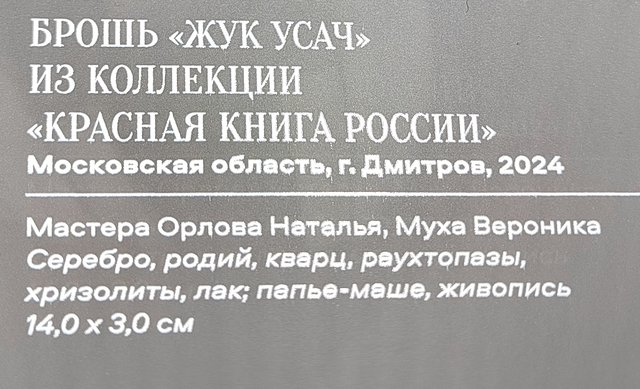 БРОШЬ «ЖУК УСАЧ»
ИЗ КОЛЛЕКЦИИ
«КРАСНАЯ КНИГА РОССИИ»
Московская область, г. Дмитров, 2024
Мастера Орлова Наталья, Муха Вероника
Серебро, родий, кварц, раухтопазы,
хризолиты, лак; папье-маше, живопись
14,0 х 3,0 см